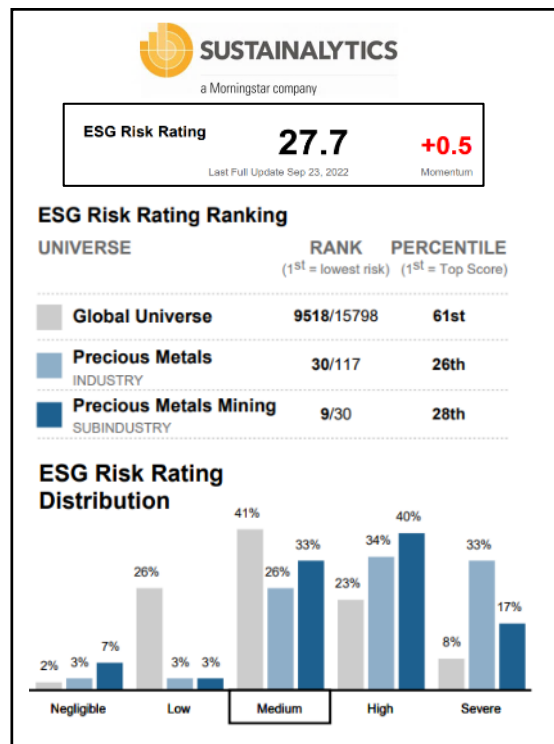 SUSTAINALYTICS
a Morningstar company
ESG Risk Rating 27.7 +0.5
Last Full Update Sep 23, 2022 Momentum
ESG Risk Rating Ranking
UNIVERSE RANK PERCENTILE
(1st = lowest risk) (1st = Top Score)
Global Universe 9518/15798 61st
Precious Metals 30/117 26th
INDUSTRY
Precious Metals Mining 9/30 28th
SUBINDUSTRY
ESG Risk Rating
Distribution
2% 3% 7% 26% 3% 3% 41% 26% 33% 23% 34% 40% 8% 33% 17%
Negligible Low Medium High Severe